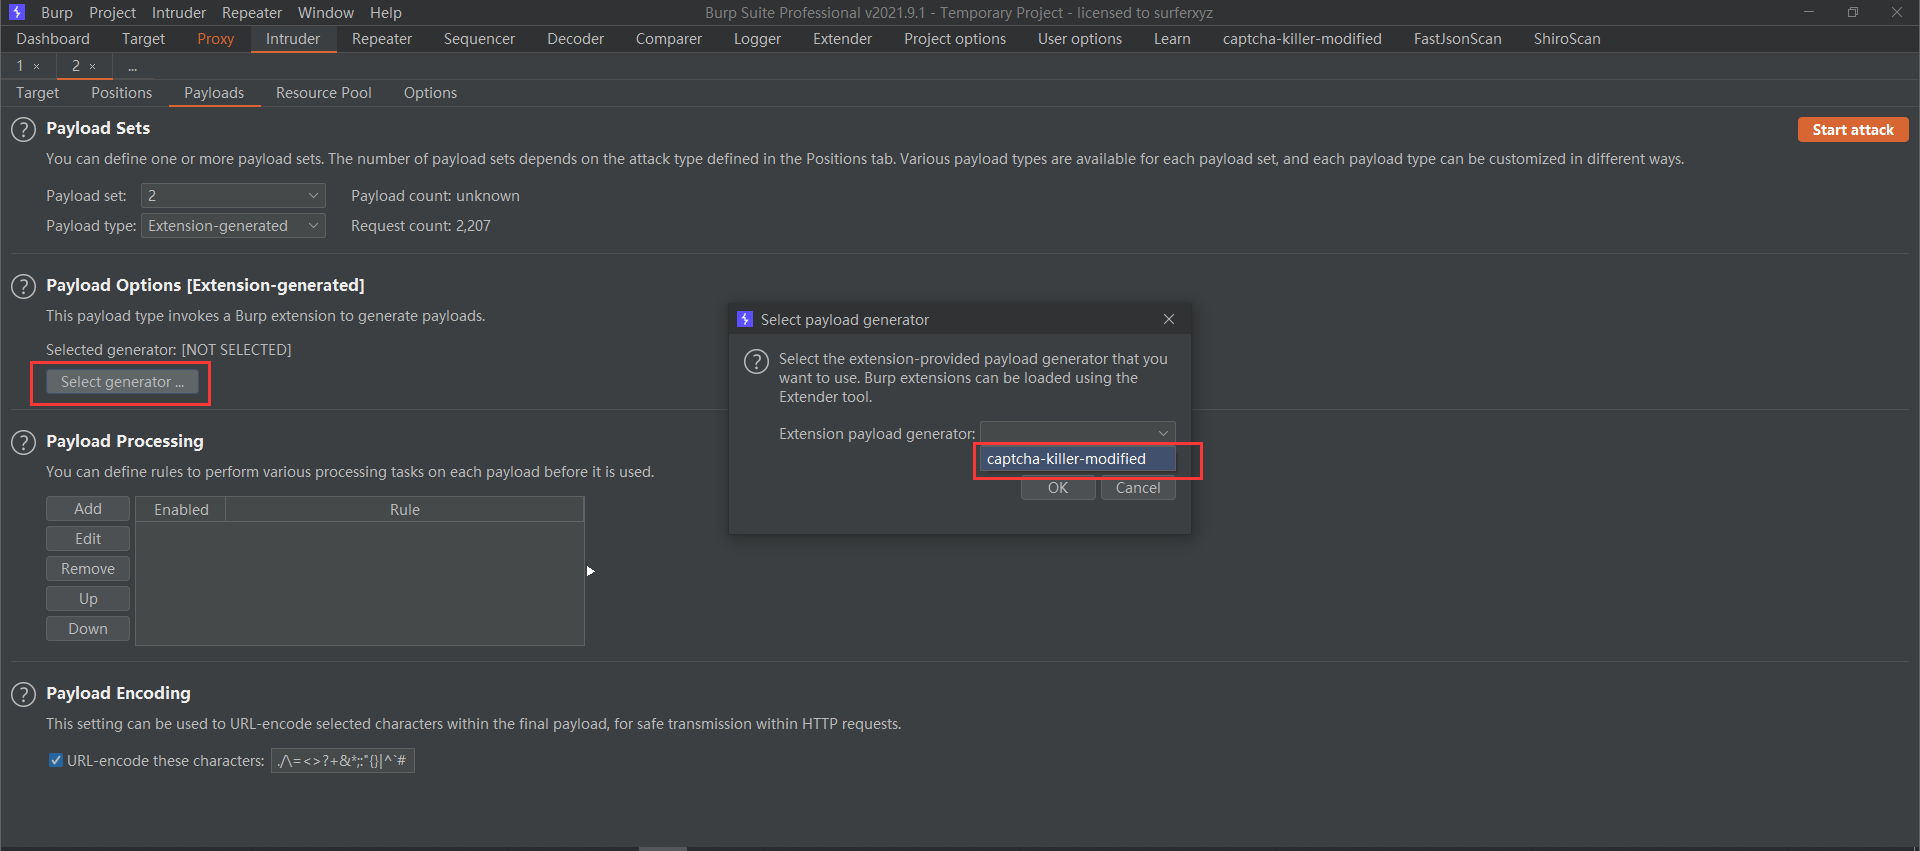 Burp Project Intruder Repeater Window Help
Burp Suite Professional v2021.9.1 - Temporary Project - licensed to surferxyz
Dashboard Target Proxy Intruder Repeater Sequencer Decoder Comparer Logger Extender Project options User options Learn captcha-killer-modified FastJsonScan ShiroScan
1 × 2 × ...
Target Positions Payloads Resource Pool Options
? Payload Sets
Start attack
You can define one or more payload sets. The number of payload sets depends on the attack type defined in the Positions tab. Various payload types are available for each payload set, and each payload type can be customized in different ways.
Payload set: 2 Payload count: unknown
Payload type: Extension-generated Request count: 2,207
? Payload Options [Extension-generated]
This payload type invokes a Burp extension to generate payloads.
Selected generator: [NOT SELECTED]
Select generator ...
Select payload generator
? Select the extension-provided payload generator that you
want to use. Burp extensions can be loaded using the
Extender tool.
Extension payload generator:
captcha-killer-modified
OK Cancel
? Payload Processing
You can define rules to perform various processing tasks on each payload before it is used.
Add
Edit
Remove
Up
Down
Enabled Rule
? Payload Encoding
This setting can be used to URL-encode selected characters within the final payload, for safe transmission within HTTP requests.
URL-encode these characters: ./\=<>?+&*;:"{}|^`#